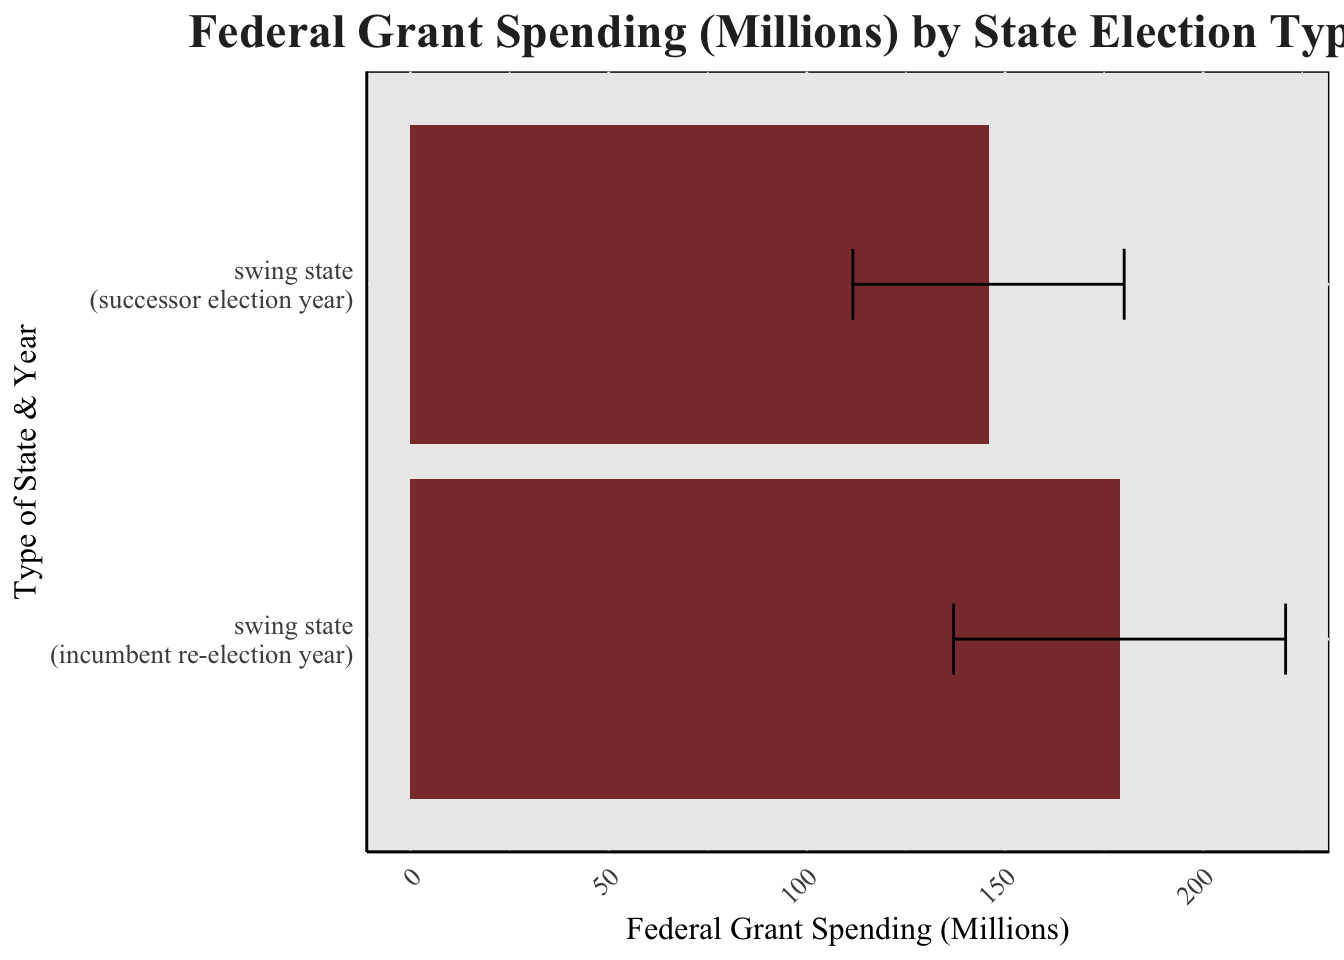 Federal Grant Spending (Millions) by State Election Typ
swing state
(successor election year)
Type of State & Year
swing state
(incumbent re-election year)
0
50
100
150
200
Federal Grant Spending (Millions)